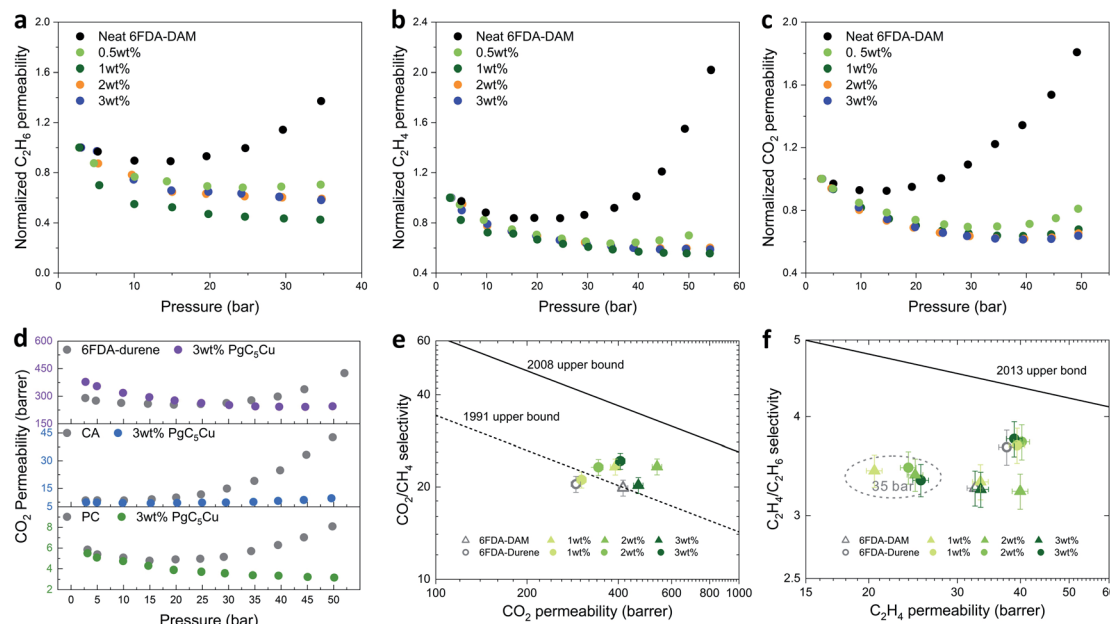 a
Normalized C₂H₆ permeability
2.0
1.6
1.2
0.8
0.4
0.0
Neat 6FDA-DAM
0.5wt%
1wt%
2wt%
3wt%
0 10 20 30 40
Pressure (bar)
b
Normalized C₂H₄ permeability
2.4
2.0
1.6
1.2
0.8
0.4
Neat 6FDA-DAM
0.5wt%
1wt%
2wt%
3wt%
0 10 20 30 40 50 60
Pressure (bar)
c
Normalized CO₂ permeability
2.0
1.6
1.2
0.8
0.4
Neat 6FDA-DAM
0. 5wt%
1wt%
2wt%
3wt%
0 10 20 30 40 50 60
Pressure (bar)
d
CO₂ Permeability (barrer)
600
450
300
150
6FDA-durene 3wt% PgC₅Cu
45
35
25
15
5
CA 3wt% PgC₅Cu
8
6
4
2
PC 3wt% PgC₅Cu
0 5 10 15 20 25 30 35 40 45 50
Pressure (bar)
e
CO₂/CH₄ selectivity
60
40
20
10
2008 upper bound
1991 upper bound
6FDA-DAM 1wt% 2wt% 3wt%
6FDA-Durene 1wt% 2wt% 3wt%
100 200 400 600 800 1000
CO₂ permeability (barrer)
f
C₂H₄/C₂H₆ selectivity
5
4
3
2.5
2013 upper bond
35 bar
6FDA-DAM 1wt% 2wt% 3wt%
6FDA-Durene 1wt% 2wt% 3wt%
15 20 30 40 50 60
C₂H₄ permeability (barrer)